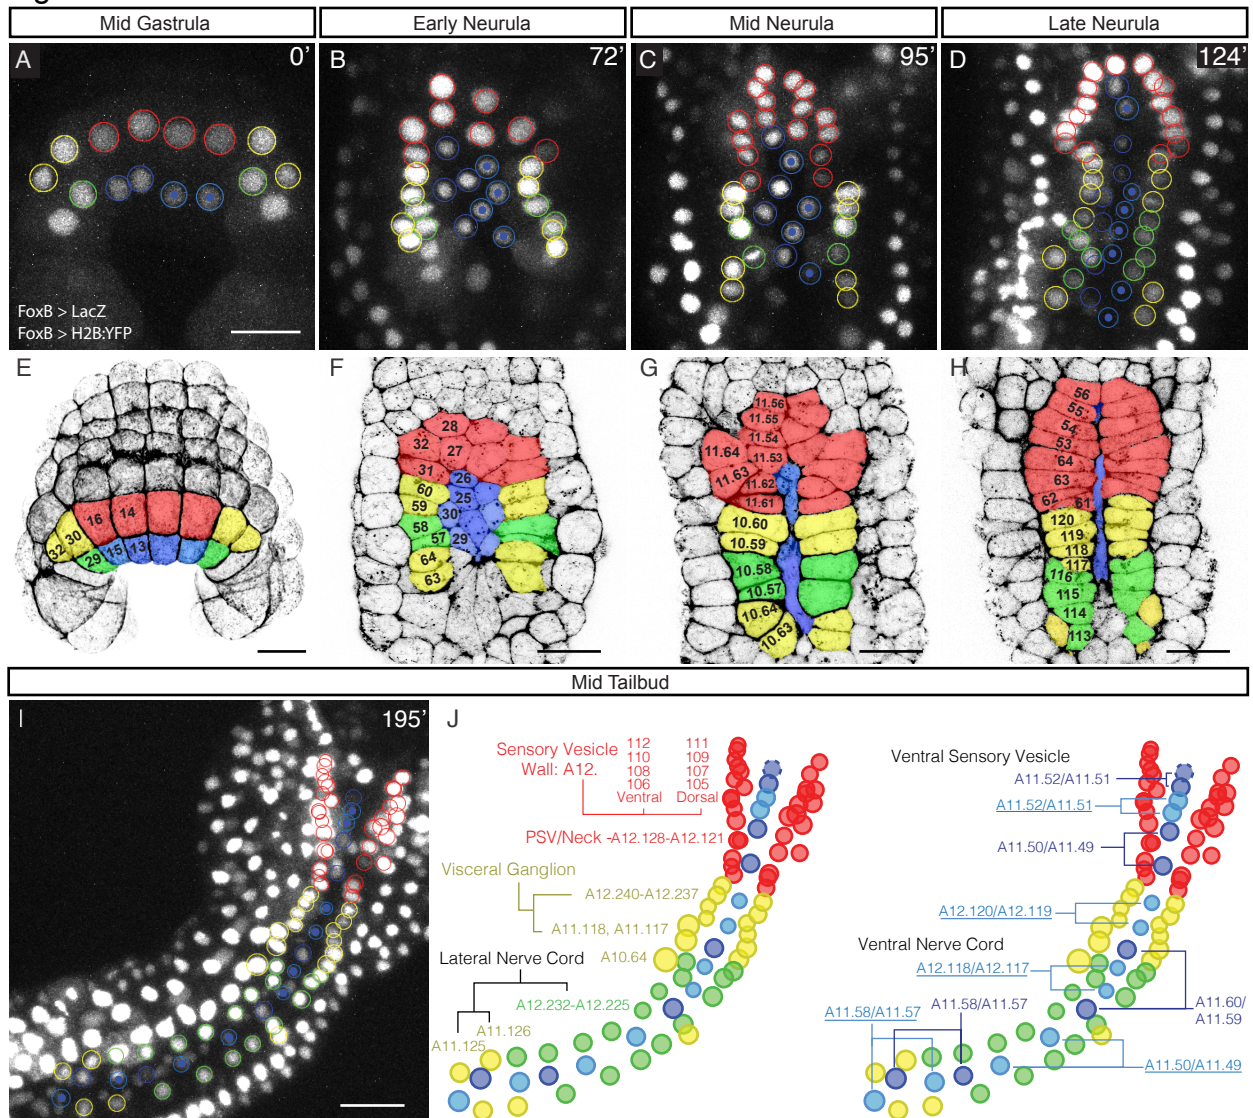 Mid Gastrula
Early Neurula
Mid Neurula
Late Neurula
A
0’
B
72’
C
95’
D
124’
FoxB > LacZ
FoxB > H2B:YFP
E
16
14
32
30
29
15
13
F
28
32
27
31
26
60
25
59
30
58
57
29
64
63
G
11.56
11.55
11.54
11.53
11.64
11.63
11.62
11.61
10.60
10.59
10.58
10.57
10.64
10.63
H
56
55
54
53
64
63
62
61
120
119
118
117
116
115
114
113
Mid Tailbud
I
195’
J
Sensory Vesicle
Wall: A12.
112
110
108
106
Ventral
111
109
107
105
Dorsal
PSV/Neck -A12.128-A12.121
Visceral Ganglion
A12.240-A12.237
A11.118, A11.117
A10.64
Lateral Nerve Cord
A12.232-A12.225
A11.126
A11.125
Ventral Sensory Vesicle
A11.52/A11.51
A11.52/A11.51
A11.50/A11.49
A12.120/A12.119
Ventral Nerve Cord
A12.118/A12.117
A11.58/A11.57
A11.58/A11.57
A11.60/
A11.59
A11.50/A11.49